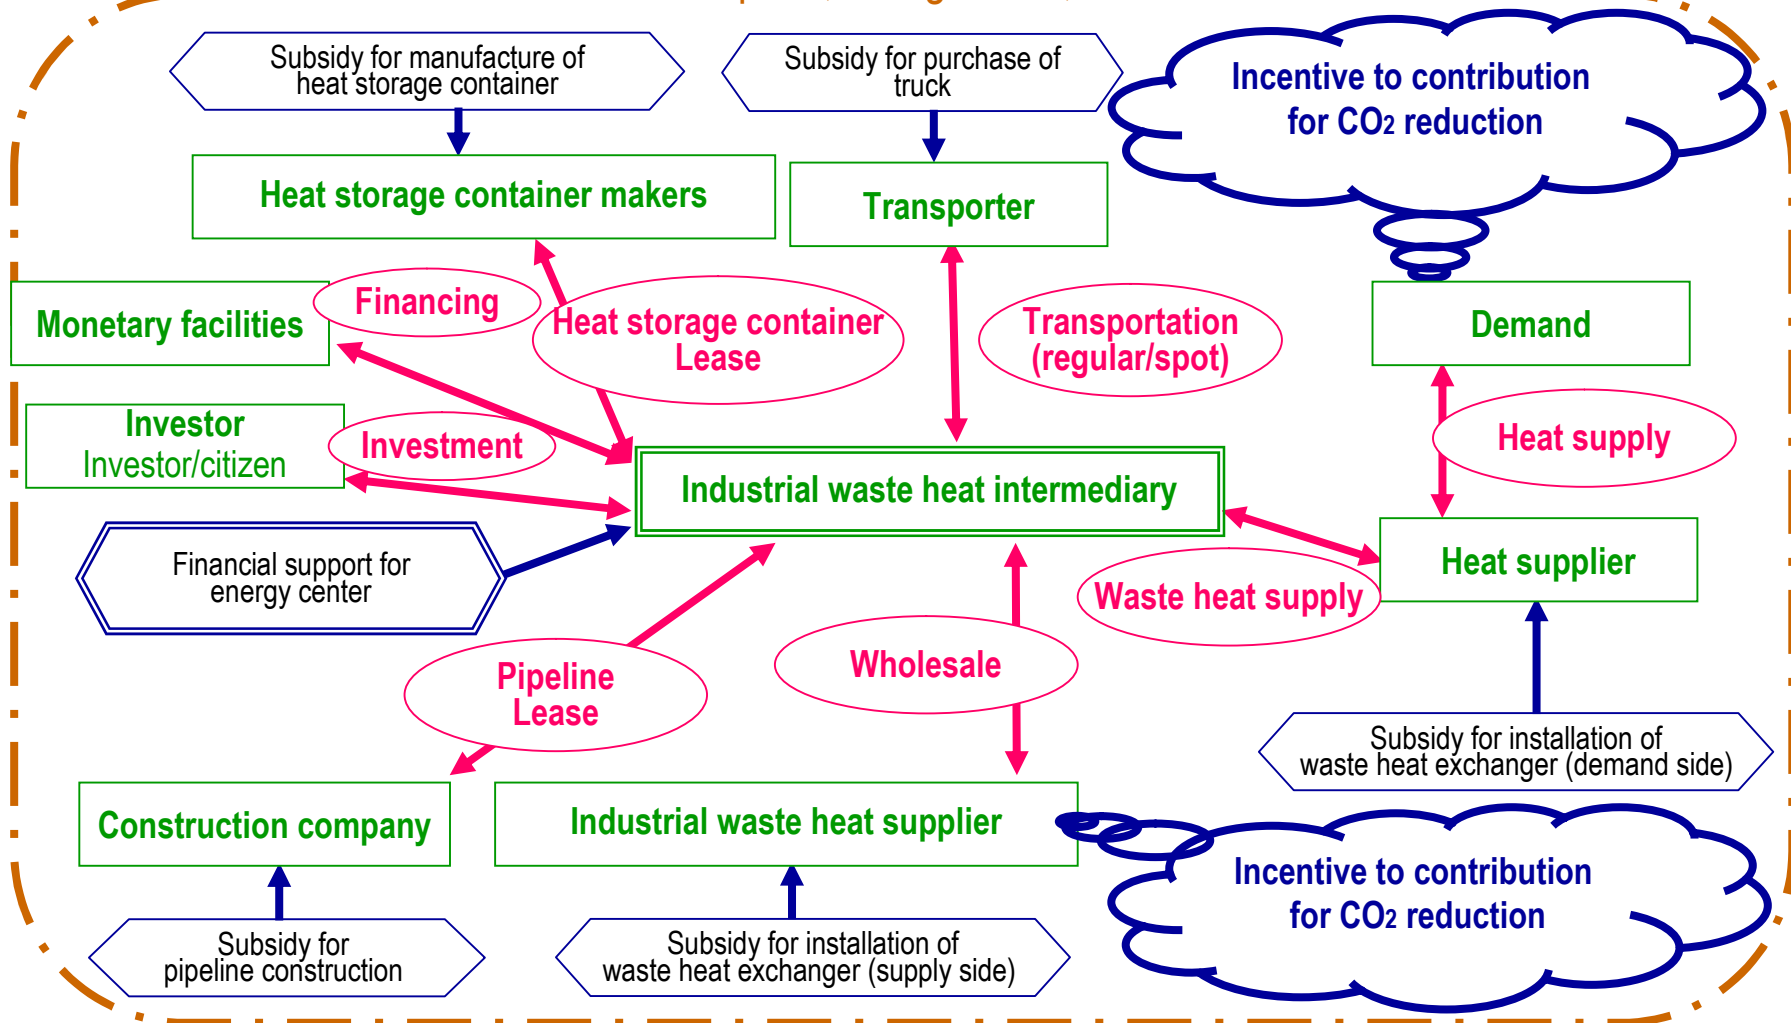 Subsidy for manufacture of
heat storage container
Subsidy for purchase of
truck
Incentive to contribution
for CO2 reduction
Heat storage container makers
Transporter
Monetary facilities
Financing
Heat storage container
Lease
Transportation
(regular/spot)
Demand
Investor
Investor/citizen
Investment
Heat supply
Industrial waste heat intermediary
Financial support for
energy center
Heat supplier
Waste heat supply
Pipeline
Lease
Wholesale
Subsidy for installation of
waste heat exchanger (demand side)
Construction company
Industrial waste heat supplier
Incentive to contribution
for CO2 reduction
Subsidy for
pipeline construction
Subsidy for installation of
waste heat exchanger (supply side)